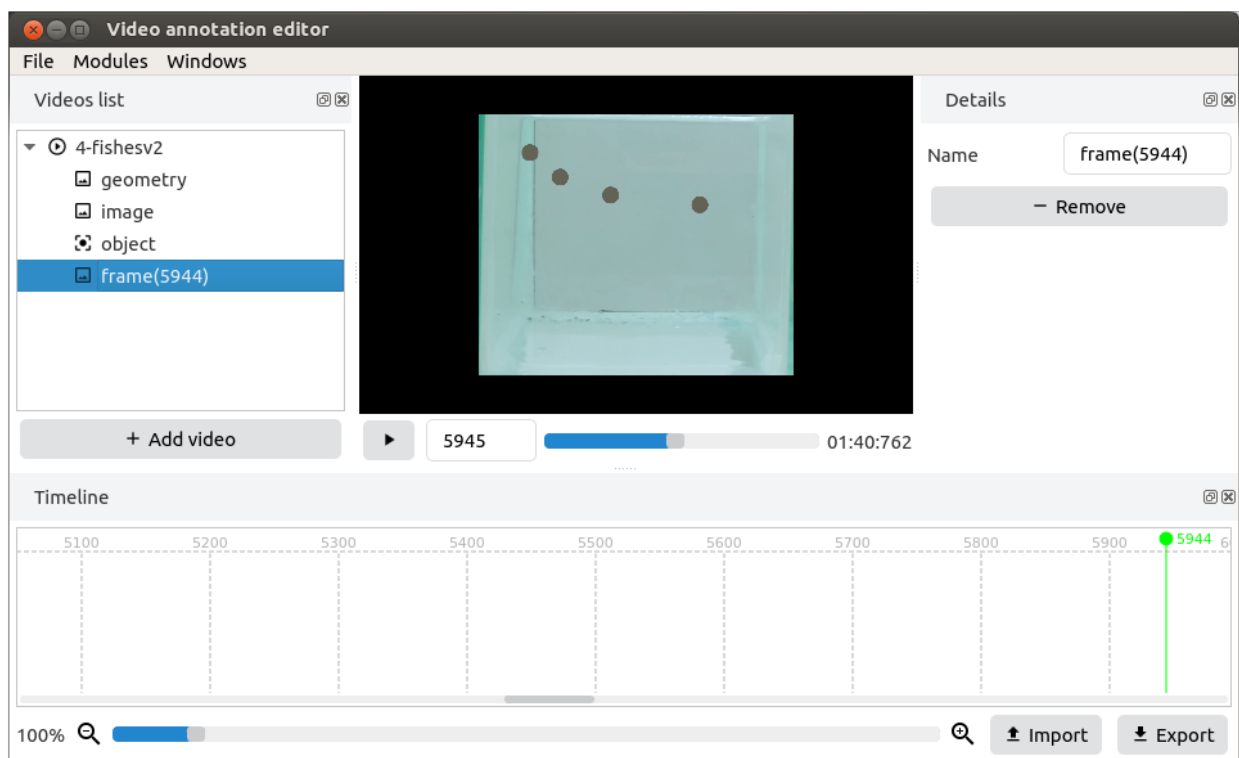 Video annotation editor
File Modules Windows
Videos list
4-fishesv2
geometry
image
object
frame(5944)
+ Add video
5945
01:40:762
Details
Name frame(5944)
− Remove
Timeline
5100 5200 5300 5400 5500 5600 5700 5800 5900 5944
100%
Import Export